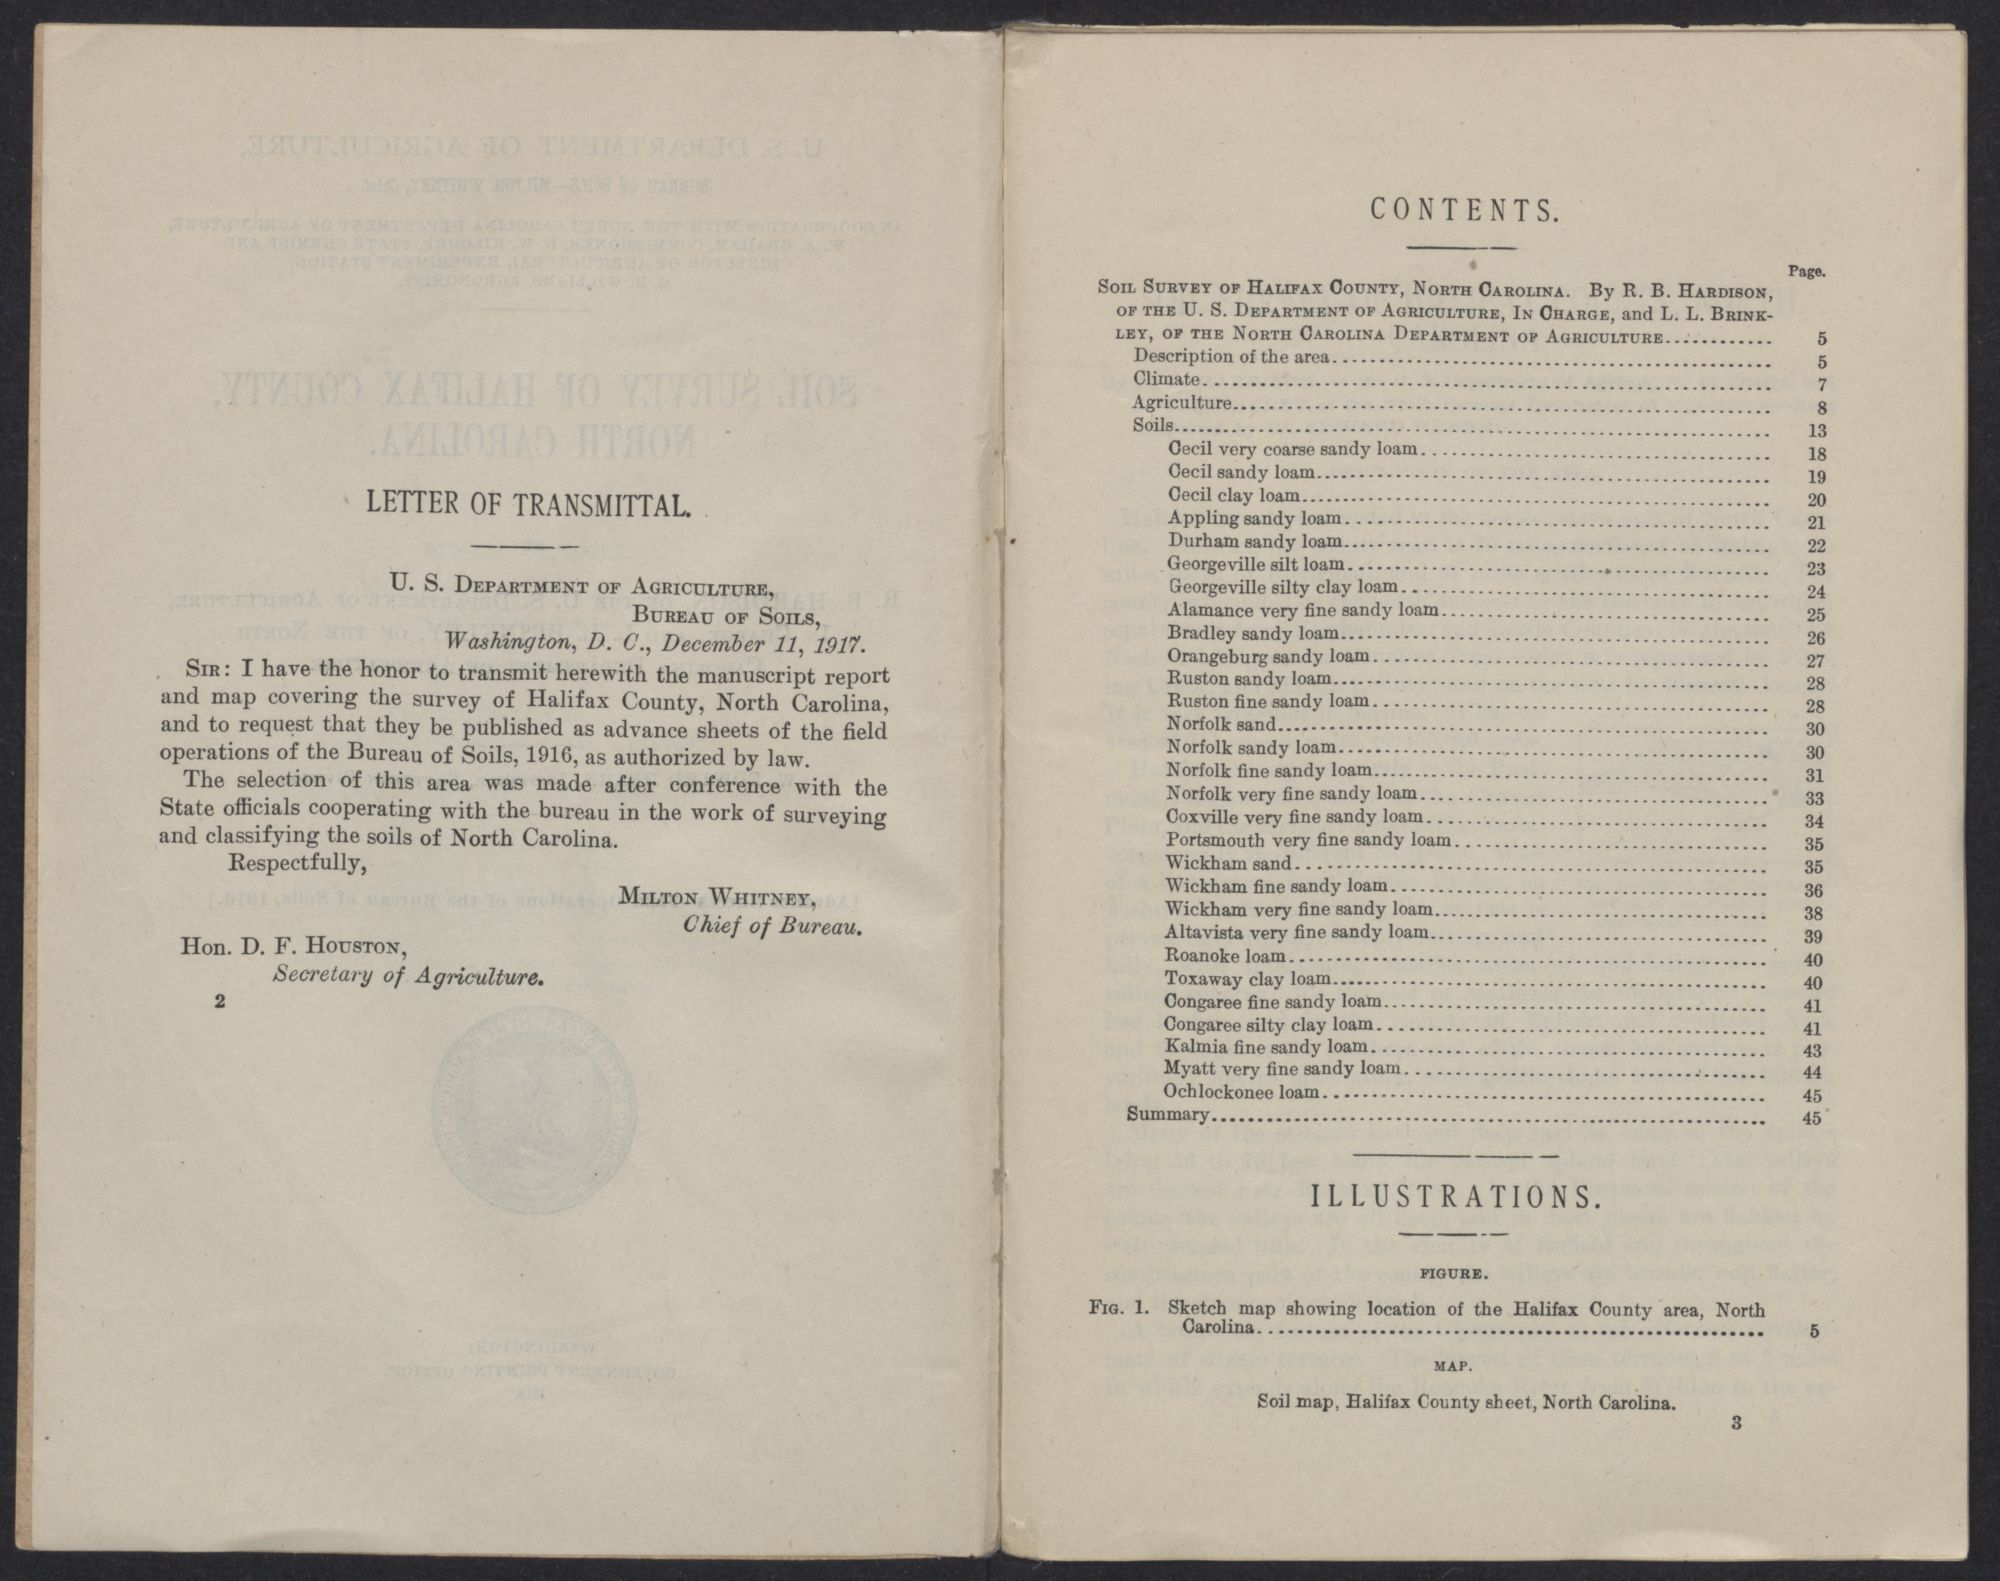 LETTER OF TRANSMITTAL.
U. S. DEPARTMENT OF AGRICULTURE,
BUREAU OF SOILS,
Washington, D. C., December 11, 1917.
SIR: I have the honor to transmit herewith the manuscript report
and map covering the survey of Halifax County, North Carolina,
and to request that they be published as advance sheets of the field
operations of the Bureau of Soils, 1916, as authorized by law.
The selection of this area was made after conference with the
State officials cooperating with the bureau in the work of surveying
and classifying the soils of North Carolina.
Respectfully,
MILTON WHITNEY,
Chief of Bureau.
Hon. D. F. HOUSTON,
Secretary of Agriculture.
2
CONTENTS.
Page.
SOIL SURVEY OF HALIFAX COUNTY, NORTH CAROLINA. By R. B. HARDISON,
OF THE U. S. DEPARTMENT OF AGRICULTURE, IN CHARGE, and L. L. BRINK-
LEY, OF THE NORTH CAROLINA DEPARTMENT OF AGRICULTURE............ 5
Description of the area............ 5
Climate............ 7
Agriculture............ 8
Soils............ 13
Cecil very coarse sandy loam............ 18
Cecil sandy loam............ 19
Cecil clay loam............ 20
Appling sandy loam............ 21
Durham sandy loam............ 22
Georgeville silt loam............ 23
Georgeville silty clay loam............ 24
Alamance very fine sandy loam............ 25
Bradley sandy loam............ 26
Orangeburg sandy loam............ 27
Ruston sandy loam............ 28
Ruston fine sandy loam............ 28
Norfolk sand............ 30
Norfolk sandy loam............ 30
Norfolk fine sandy loam............ 31
Norfolk very fine sandy loam............ 33
Coxville very fine sandy loam............ 34
Portsmouth very fine sandy loam............ 35
Wickham sand............ 35
Wickham fine sandy loam............ 36
Wickham very fine sandy loam............ 38
Altavista very fine sandy loam............ 39
Roanoke loam............ 40
Toxaway clay loam............ 40
Congaree fine sandy loam............ 41
Congaree silty clay loam............ 41
Kalmia fine sandy loam............ 43
Myatt very fine sandy loam............ 44
Ochlockonee loam............ 45
Summary............ 45
ILLUSTRATIONS.
FIGURE.
FIG. 1. Sketch map showing location of the Halifax County area, North
Carolina............ 5
MAP.
Soil map, Halifax County sheet, North Carolina.
3